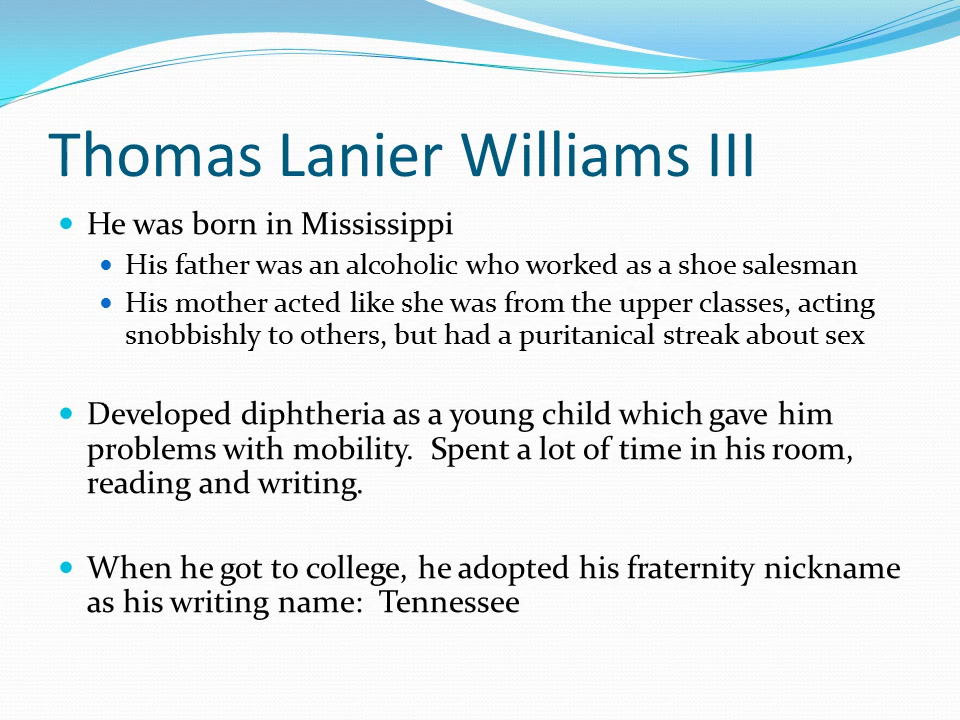 Thomas Lanier Williams III
He was born in Mississippi
His father was an alcoholic who worked as a shoe salesman
His mother acted like she was from the upper classes, acting
snobbishly to others, but had a puritanical streak about sex
Developed diphtheria as a young child which gave him
problems with mobility.  Spent a lot of time in his room,
reading and writing.
When he got to college, he adopted his fraternity nickname
as his writing name:  Tennessee